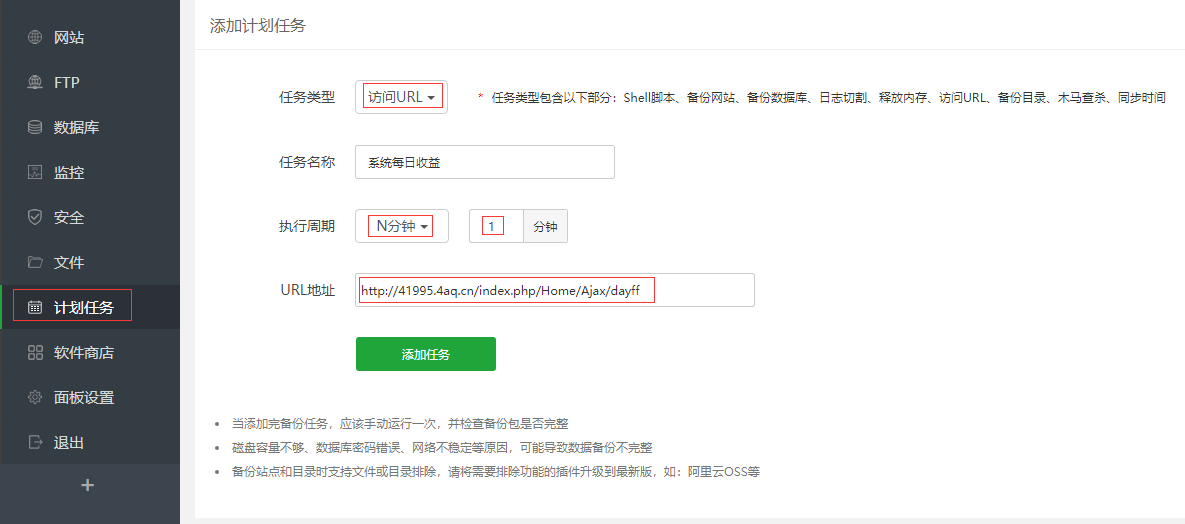 网站
FTP
数据库
监控
安全
文件
计划任务
软件商店
面板设置
退出
+
添加计划任务
任务类型 访问URL * 任务类型包含以下部分：Shell脚本、备份网站、备份数据库、日志切割、释放内存、访问URL、备份目录、木马查杀、同步时间
任务名称 系统每日收益
执行周期 N分钟 1 分钟
URL地址 http://41995.4aq.cn/index.php/Home/Ajax/dayff
添加任务
当添加完备份任务，应该手动运行一次，并检查备份包是否完整
磁盘容量不够、数据库密码错误、网络不稳定等原因，可能导致数据备份不完整
备份站点和目录时支持文件或目录排除，请将需要排除功能的插件升级到最新版，如：阿里云OSS等